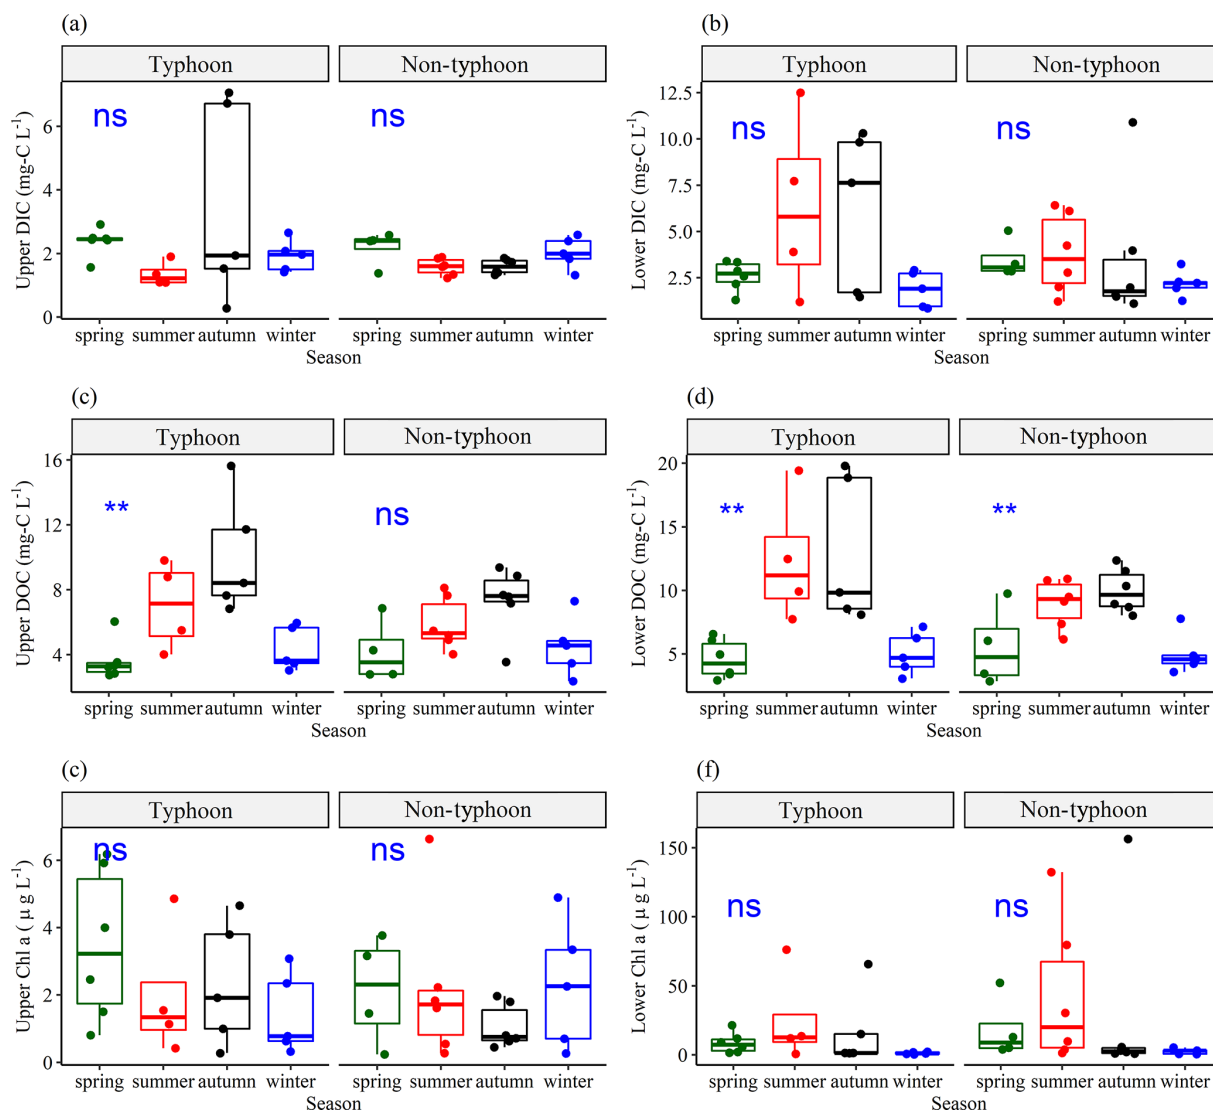 (a)
(b)
Typhoon
Non-typhoon
Typhoon
Non-typhoon
Upper DIC (mg-C L⁻¹)
6
4
2
0
ns
ns
spring summer autumn winter
spring summer autumn winter
Season
Lower DIC (mg-C L⁻¹)
12.5
10.0
7.5
5.0
2.5
ns
ns
spring summer autumn winter
spring summer autumn winter
Season
(c)
(d)
Typhoon
Non-typhoon
Typhoon
Non-typhoon
Upper DOC (mg-C L⁻¹)
16
12
8
4
**
ns
spring summer autumn winter
spring summer autumn winter
Season
Lower DOC (mg-C L⁻¹)
20
15
10
5
**
**
spring summer autumn winter
spring summer autumn winter
Season
(c)
(f)
Typhoon
Non-typhoon
Typhoon
Non-typhoon
Upper Chl a ( μ g L⁻¹)
6
4
2
0
ns
ns
spring summer autumn winter
spring summer autumn winter
Season
Lower Chl a ( μ g L⁻¹)
150
100
50
0
ns
ns
spring summer autumn winter
spring summer autumn winter
Season